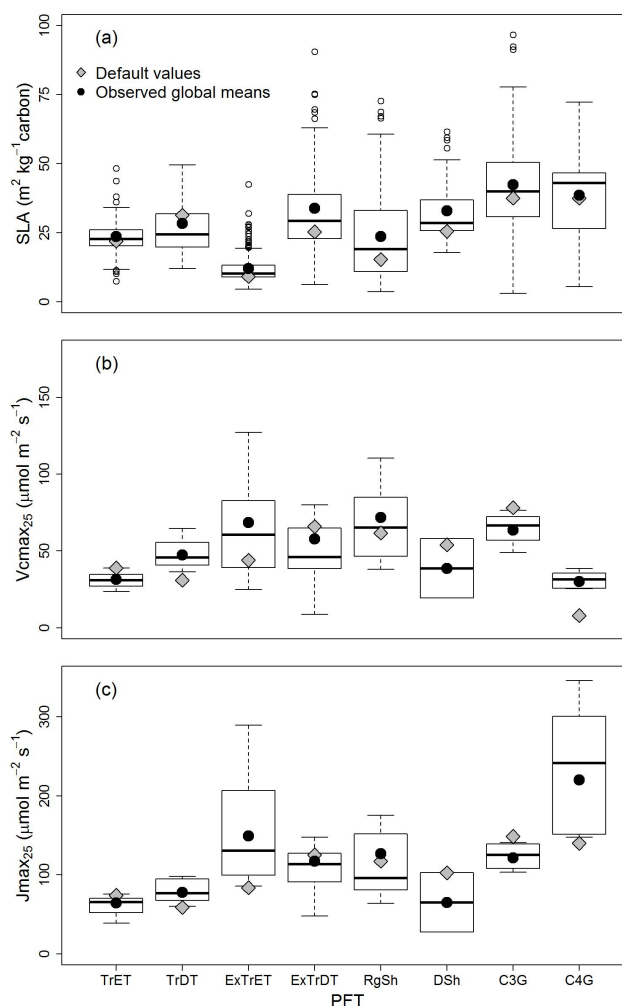 (a)
Default values
Observed global means
SLA (m² kg⁻¹carbon)
0
25
50
75
100
(b)
Vcmax₂₅ (μmol m⁻² s⁻¹)
0
50
100
150
(c)
Jmax₂₅ (μmol m⁻² s⁻¹)
0
100
200
300
TrET TrDT ExTrET ExTrDT RgSh DSh C3G C4G
PFT